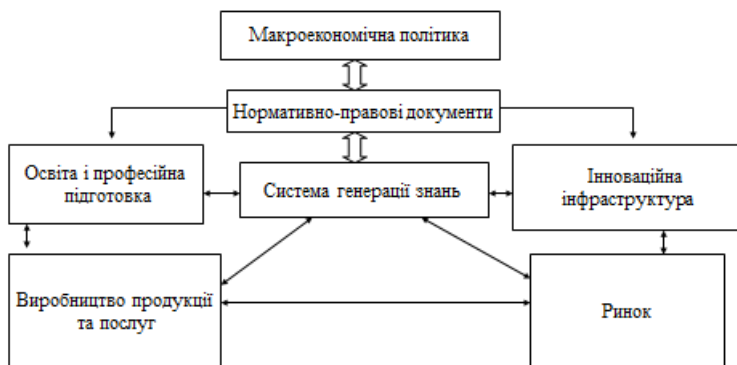 Макроекономічна політика
Нормативно-правові документи
Освіта і професійна
підготовка
Система генерації знань
Інноваційна
інфраструктура
Виробництво продукції
та послуг
Ринок